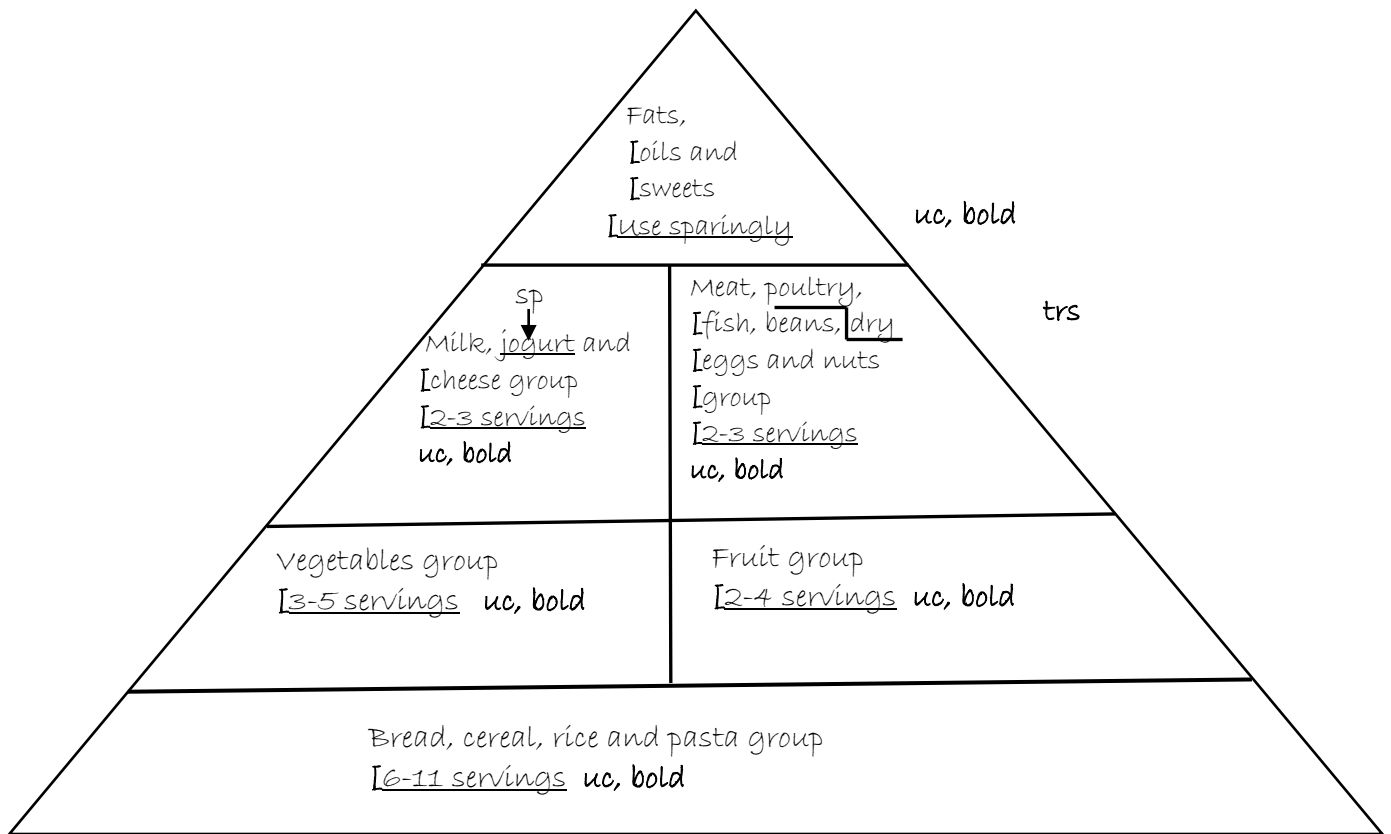 Fats,
[oils and
[sweets
[Use sparingly
uc, bold
sp
Milk, jogurt and
[cheese group
[2-3 servings
uc, bold
Meat, poultry,
[fish, beans, dry
[eggs and nuts
[group
[2-3 servings
uc, bold
trs
Vegetables group
[3-5 servings uc, bold
Fruit group
[2-4 servings uc, bold
Bread, cereal, rice and pasta group
[6-11 servings uc, bold